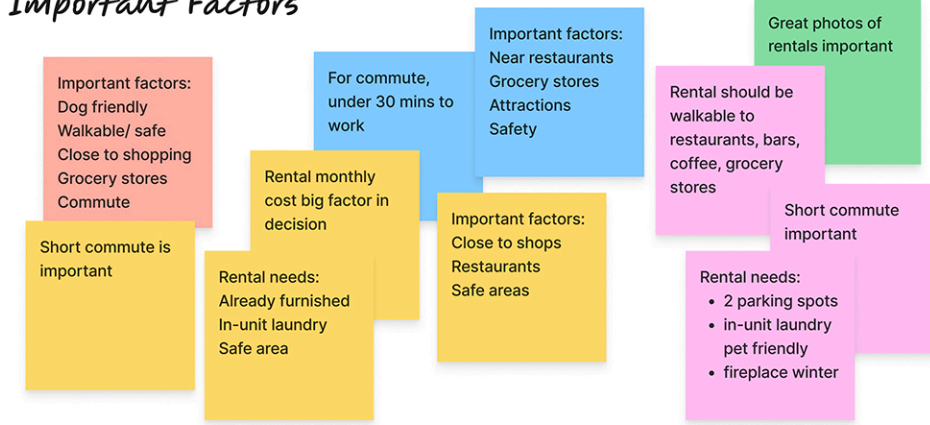 Important Factors
Important factors:
Dog friendly
Walkable/ safe
Close to shopping
Grocery stores
Commute
Short commute is
important
For commute,
under 30 mins to
work
Rental monthly
cost big factor in
decision
Rental needs:
Already furnished
In-unit laundry
Safe area
Important factors:
Near restaurants
Grocery stores
Attractions
Safety
Important factors:
Close to shops
Restaurants
Safe areas
Great photos of
rentals important
Rental should be
walkable to
restaurants, bars,
coffee, grocery
stores
Short commute
important
Rental needs:
• 2 parking spots
• in-unit laundry
pet friendly
• fireplace winter